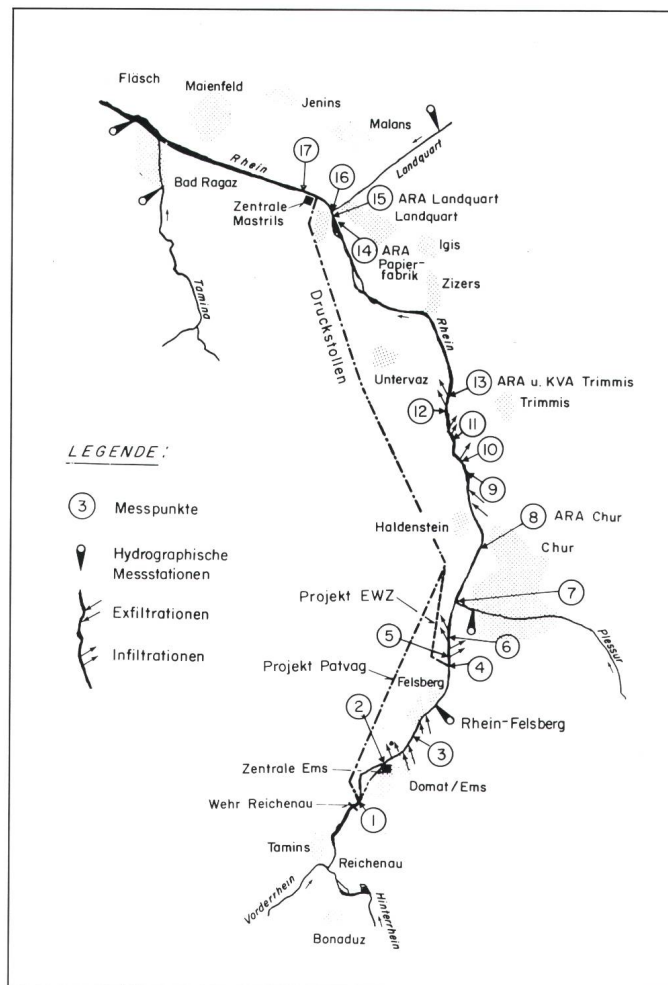 Fläsch
Maienfeld
Jenins
Malans
Landquart
Rhein
17
16
Bad Ragaz
15 ARA Landquart
Landquart
Zentrale
Mastrils
14 ARA
Papier-
fabrik
Igis
Zizers
Tamina
Druckstollen
Rhein
Untervaz
13 ARA u. KVA Trimmis
Trimmis
12
11
10
9
LEGENDE:
3 Messpunkte
Hydrographische
Messstationen
Exfiltrationen
Infiltrationen
Haldenstein
8 ARA Chur
Chur
Projekt EWZ
7
6
5
4
Plessur
Projekt Patvag
Felsberg
2
Rhein-Felsberg
3
Zentrale Ems
Domat/Ems
Wehr Reichenau
1
Tamins
Reichenau
Vorderrhein
Hinterrhein
Bonaduz